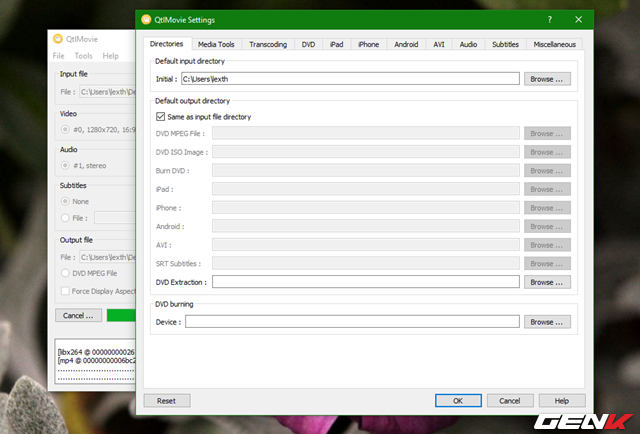 QtlMovie
File Tools Help
Input file
File : C:\Users\lexth\De
Video
#0, 1280x720, 16:9
Audio
#1, stereo
Subtitles
None
File :
Output file
File : C:\Users\lexth\De
DVD MPEG File
Force Display Aspect
Cancel ...
[libx264 @ 00000000026
[mp4 @ 00000000006bc2
QtlMovie Settings
Directories Media Tools Transcoding DVD iPad iPhone Android AVI Audio Subtitles Miscellaneous
Default input directory
Initial : C:\Users\lexth Browse ...
Default output directory
Same as input file directory
DVD MPEG File : Browse ...
DVD ISO Image : Browse ...
Burn DVD : Browse ...
iPad : Browse ...
iPhone : Browse ...
Android : Browse ...
AVI : Browse ...
SRT Subtitles : Browse ...
DVD Extraction : Browse ...
DVD burning
Device : Browse ...
Reset OK Cancel Help
GENK